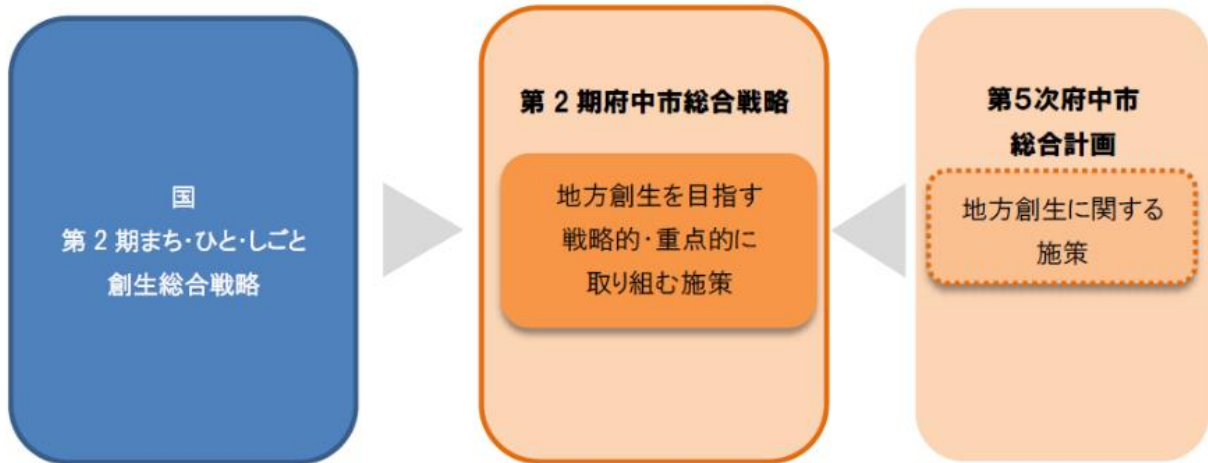 国
第2期まち・ひと・しごと
創生総合戦略
第2期府中市総合戦略
地方創生を目指す
戦略的・重点的に
取り組む施策
第5次府中市
総合計画
地方創生に関する
施策